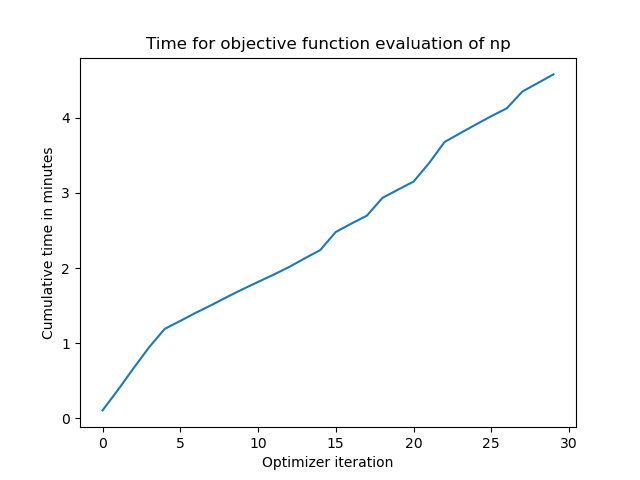 Time for objective function evaluation of np
Cumulative time in minutes
4
3
2
1
0
0 5 10 15 20 25 30
Optimizer iteration